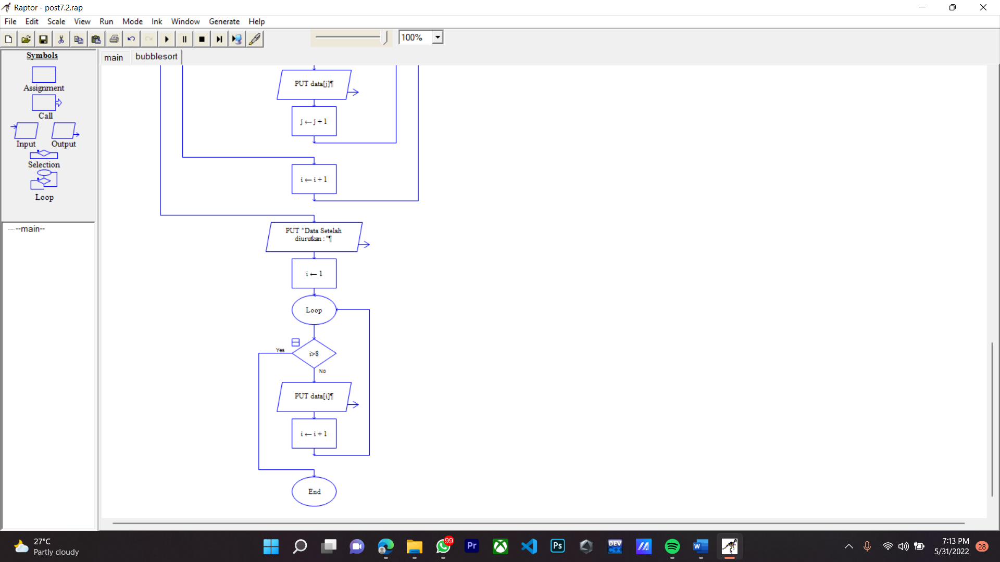 Raptor - post7.2.rap
File Edit Scale View Run Mode Ink Window Generate Help
100%
Symbols
Assignment
Call
Input Output
Selection
Loop
--main--
main bubblesort
PUT data[j]¶
j ← j + 1
i ← i + 1
PUT "Data Setelah
diurutkan : "¶
i ← 1
Loop
Yes
i>8
No
PUT data[i]¶
i ← i + 1
End
27°C
Partly cloudy
99
Pr
Ps
DEV
C++
W
7:13 PM
5/31/2022
28